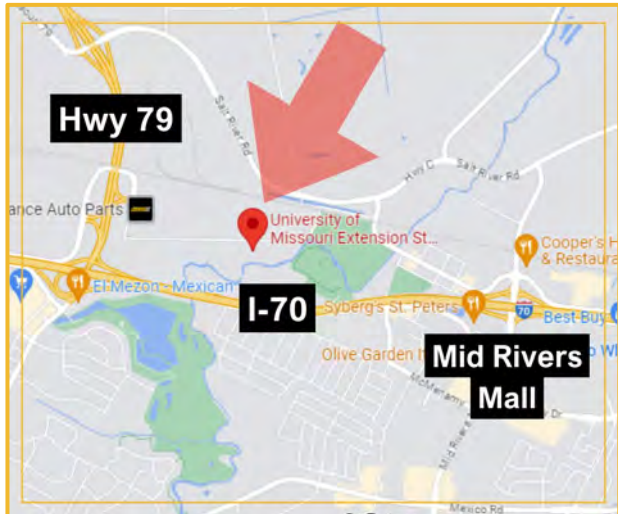 Hwy 79
Salt River Rd
Hwy C
Salt River Rd
ance Auto Parts
University of
Missouri Extension St...
Cooper's H
& Restaura
El Mezon - Mexican
I-70
Syberg's St. Peters
70
Best Buy
Olive Garden
Mid Rivers
Mall
McMenamy
Dr
Mid Rivers
Mexico Rd